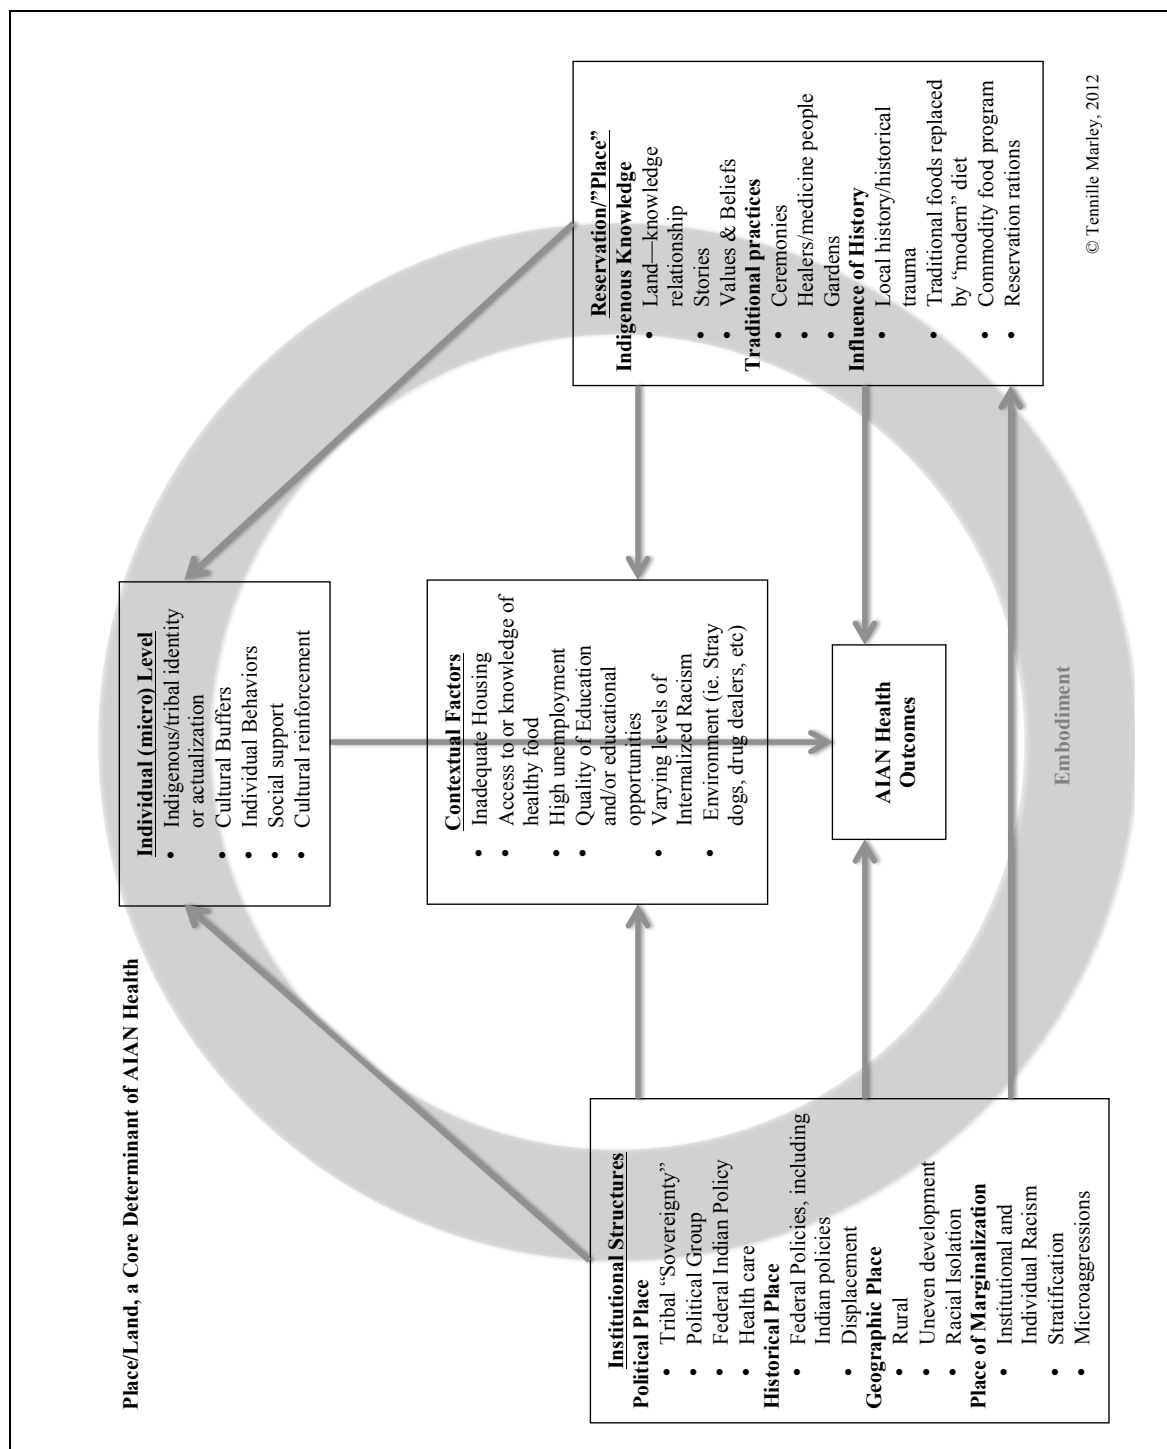 Place/Land, a Core Determinant of AIAN Health
Individual (micro) Level
• Indigenous/tribal identity
or actualization
• Cultural Buffers
• Individual Behaviors
• Social support
• Cultural reinforcement
Institutional Structures
Political Place
• Tribal “Sovereignty”
• Political Group
• Federal Indian Policy
• Health care
Historical Place
• Federal Policies, including
Indian policies
• Displacement
Geographic Place
• Rural
• Uneven development
• Racial Isolation
Place of Marginalization
• Institutional and
Individual Racism
• Stratification
• Microaggressions
Contextual Factors
• Inadequate Housing
• Access to or knowledge of
healthy food
• High unemployment
• Quality of Education
and/or educational
opportunities
• Varying levels of
Internalized Racism
• Environment (ie. Stray
dogs, drug dealers, etc)
Reservation/”Place”
Indigenous Knowledge
• Land—knowledge
relationship
• Stories
• Values & Beliefs
Traditional practices
• Ceremonies
• Healers/medicine people
• Gardens
Influence of History
• Local history/historical
trauma
• Traditional foods replaced
by “modern” diet
• Commodity food program
• Reservation rations
AIAN Health
Outcomes
Embodiment
© Tennille Marley, 2012